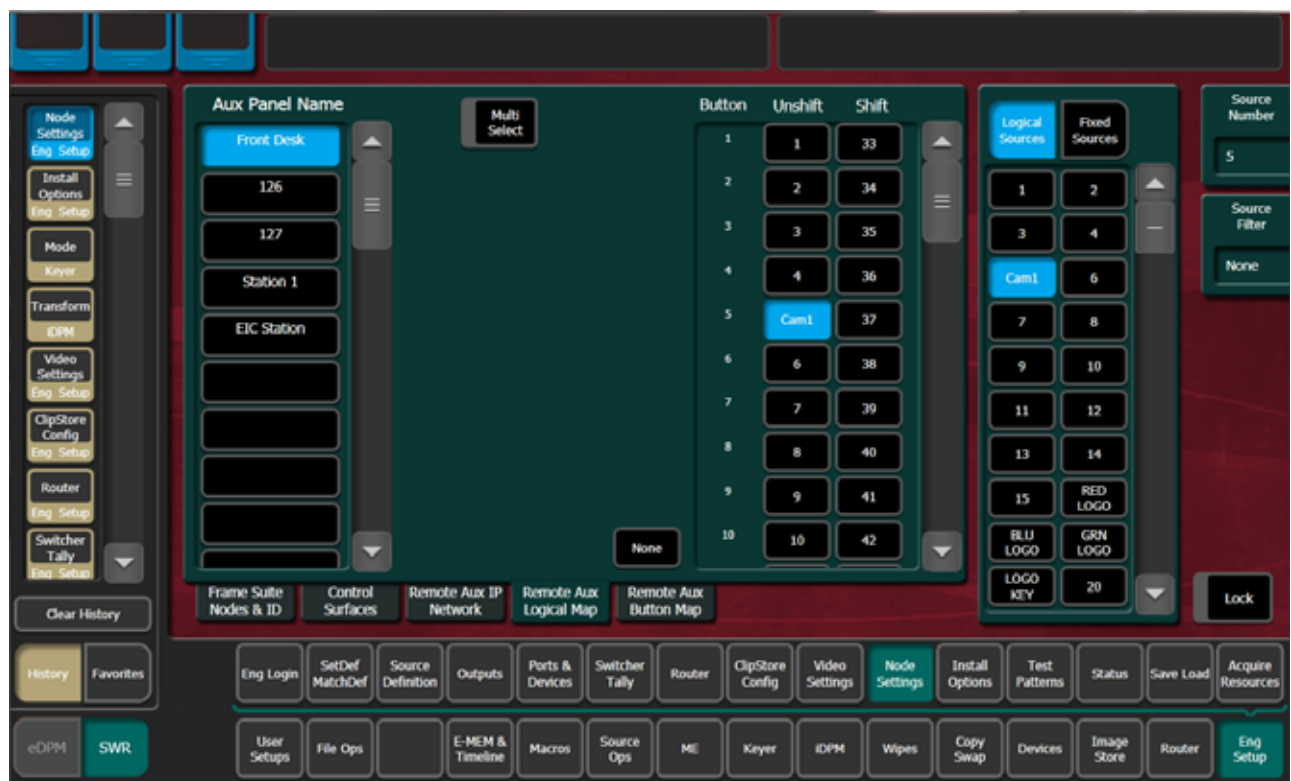 Node
Settings
Eng Setup
Install
Options
Eng Setup
Mode
Keyer
Transform
iDPM
Video
Settings
Eng Setup
ClipStore
Config
Eng Setup
Router
Eng Setup
Switcher
Tally
Eng Setup
Clear History
History Favorites
eDPM SWR
Aux Panel Name
Front Desk
126
127
Station 1
EIC Station
Multi
Select
None
Button Unshift Shift
1 1 33
2 2 34
3 3 35
4 4 36
5 Cam1 37
6 6 38
7 7 39
8 8 40
9 9 41
10 10 42
Logical
Sources
Fixed
Sources
1 2
3 4
Cam1 6
7 8
9 10
11 12
13 14
15 RED
LOGO
BLU
LOGO
GRN
LOGO
LOGO
KEY
20
Source
Number
5
Source
Filter
None
Lock
Frame Suite
Nodes & ID
Control
Surfaces
Remote Aux IP
Network
Remote Aux
Logical Map
Remote Aux
Button Map
Eng Login
SetDef
MatchDef
Source
Definition
Outputs
Ports &
Devices
Switcher
Tally
Router
ClipStore
Config
Video
Settings
Node
Settings
Install
Options
Test
Patterns
Status
Save Load
Acquire
Resources
User
Setups
File Ops
E-MEM &
Timeline
Macros
Source
Ops
ME
Keyer
iDPM
Wipes
Copy
Swap
Devices
Image
Store
Router
Eng
Setup